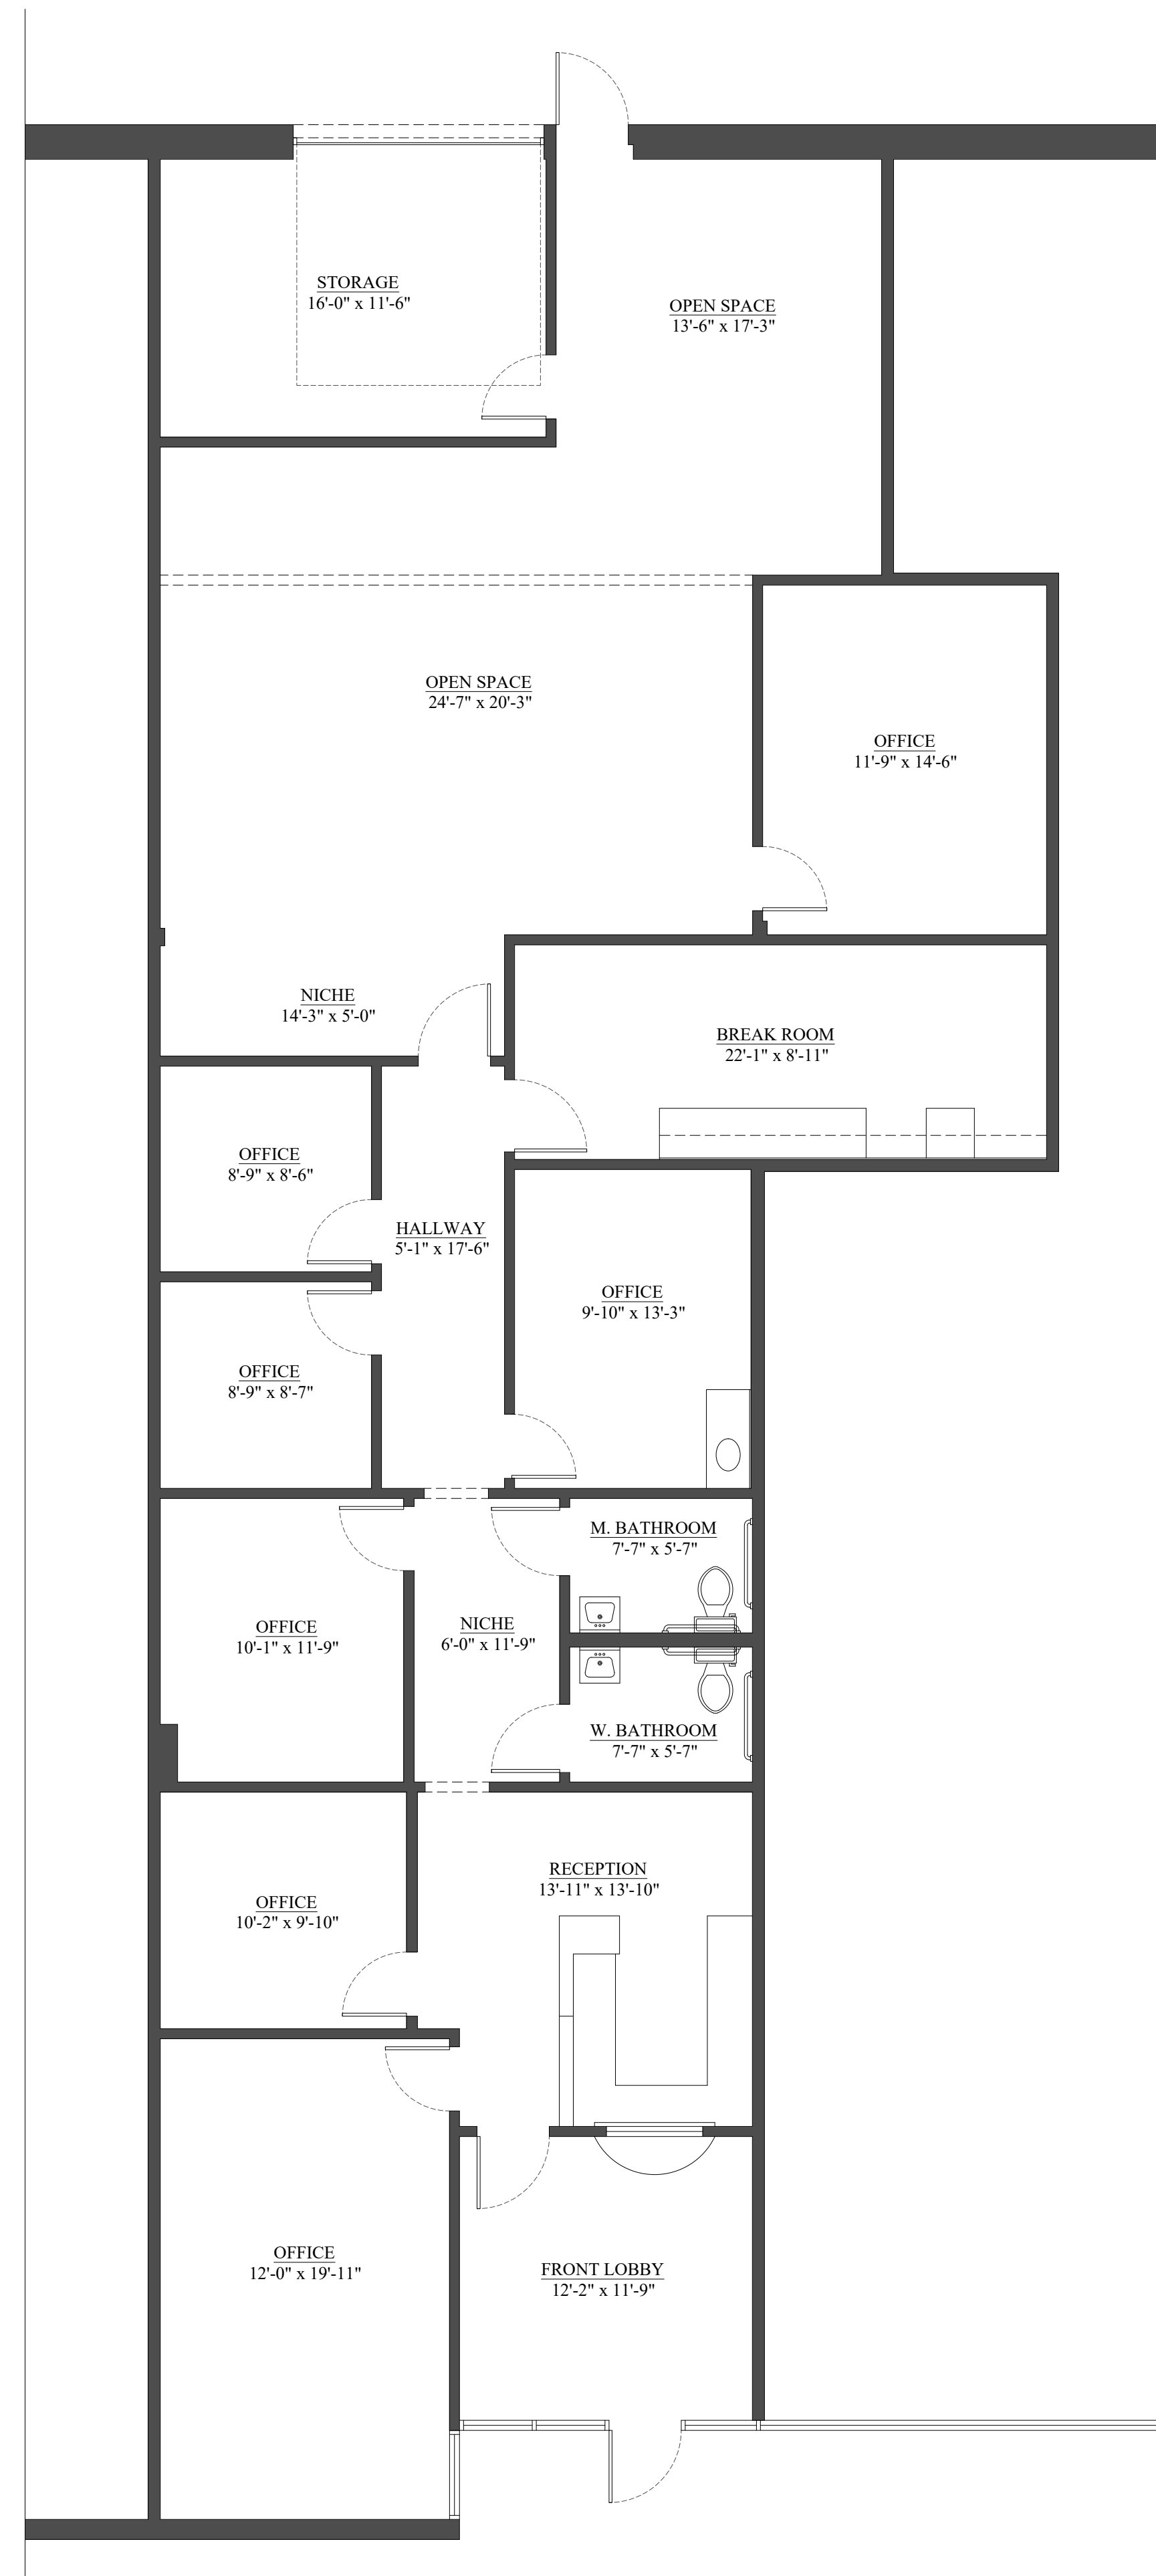 STORAGE
16'-0" x 11'-6"
OPEN SPACE
13'-6" x 17'-3"
OPEN SPACE
24'-7" x 20'-3"
OFFICE
11'-9" x 14'-6"
NICHE
14'-3" x 5'-0"
BREAK ROOM
22'-1" x 8'-11"
OFFICE
8'-9" x 8'-6"
HALLWAY
5'-1" x 17'-6"
OFFICE
9'-10" x 13'-3"
OFFICE
8'-9" x 8'-7"
M. BATHROOM
7'-7" x 5'-7"
OFFICE
10'-1" x 11'-9"
NICHE
6'-0" x 11'-9"
W. BATHROOM
7'-7" x 5'-7"
RECEPTION
13'-11" x 13'-10"
OFFICE
10'-2" x 9'-10"
OFFICE
12'-0" x 19'-11"
FRONT LOBBY
12'-2" x 11'-9"